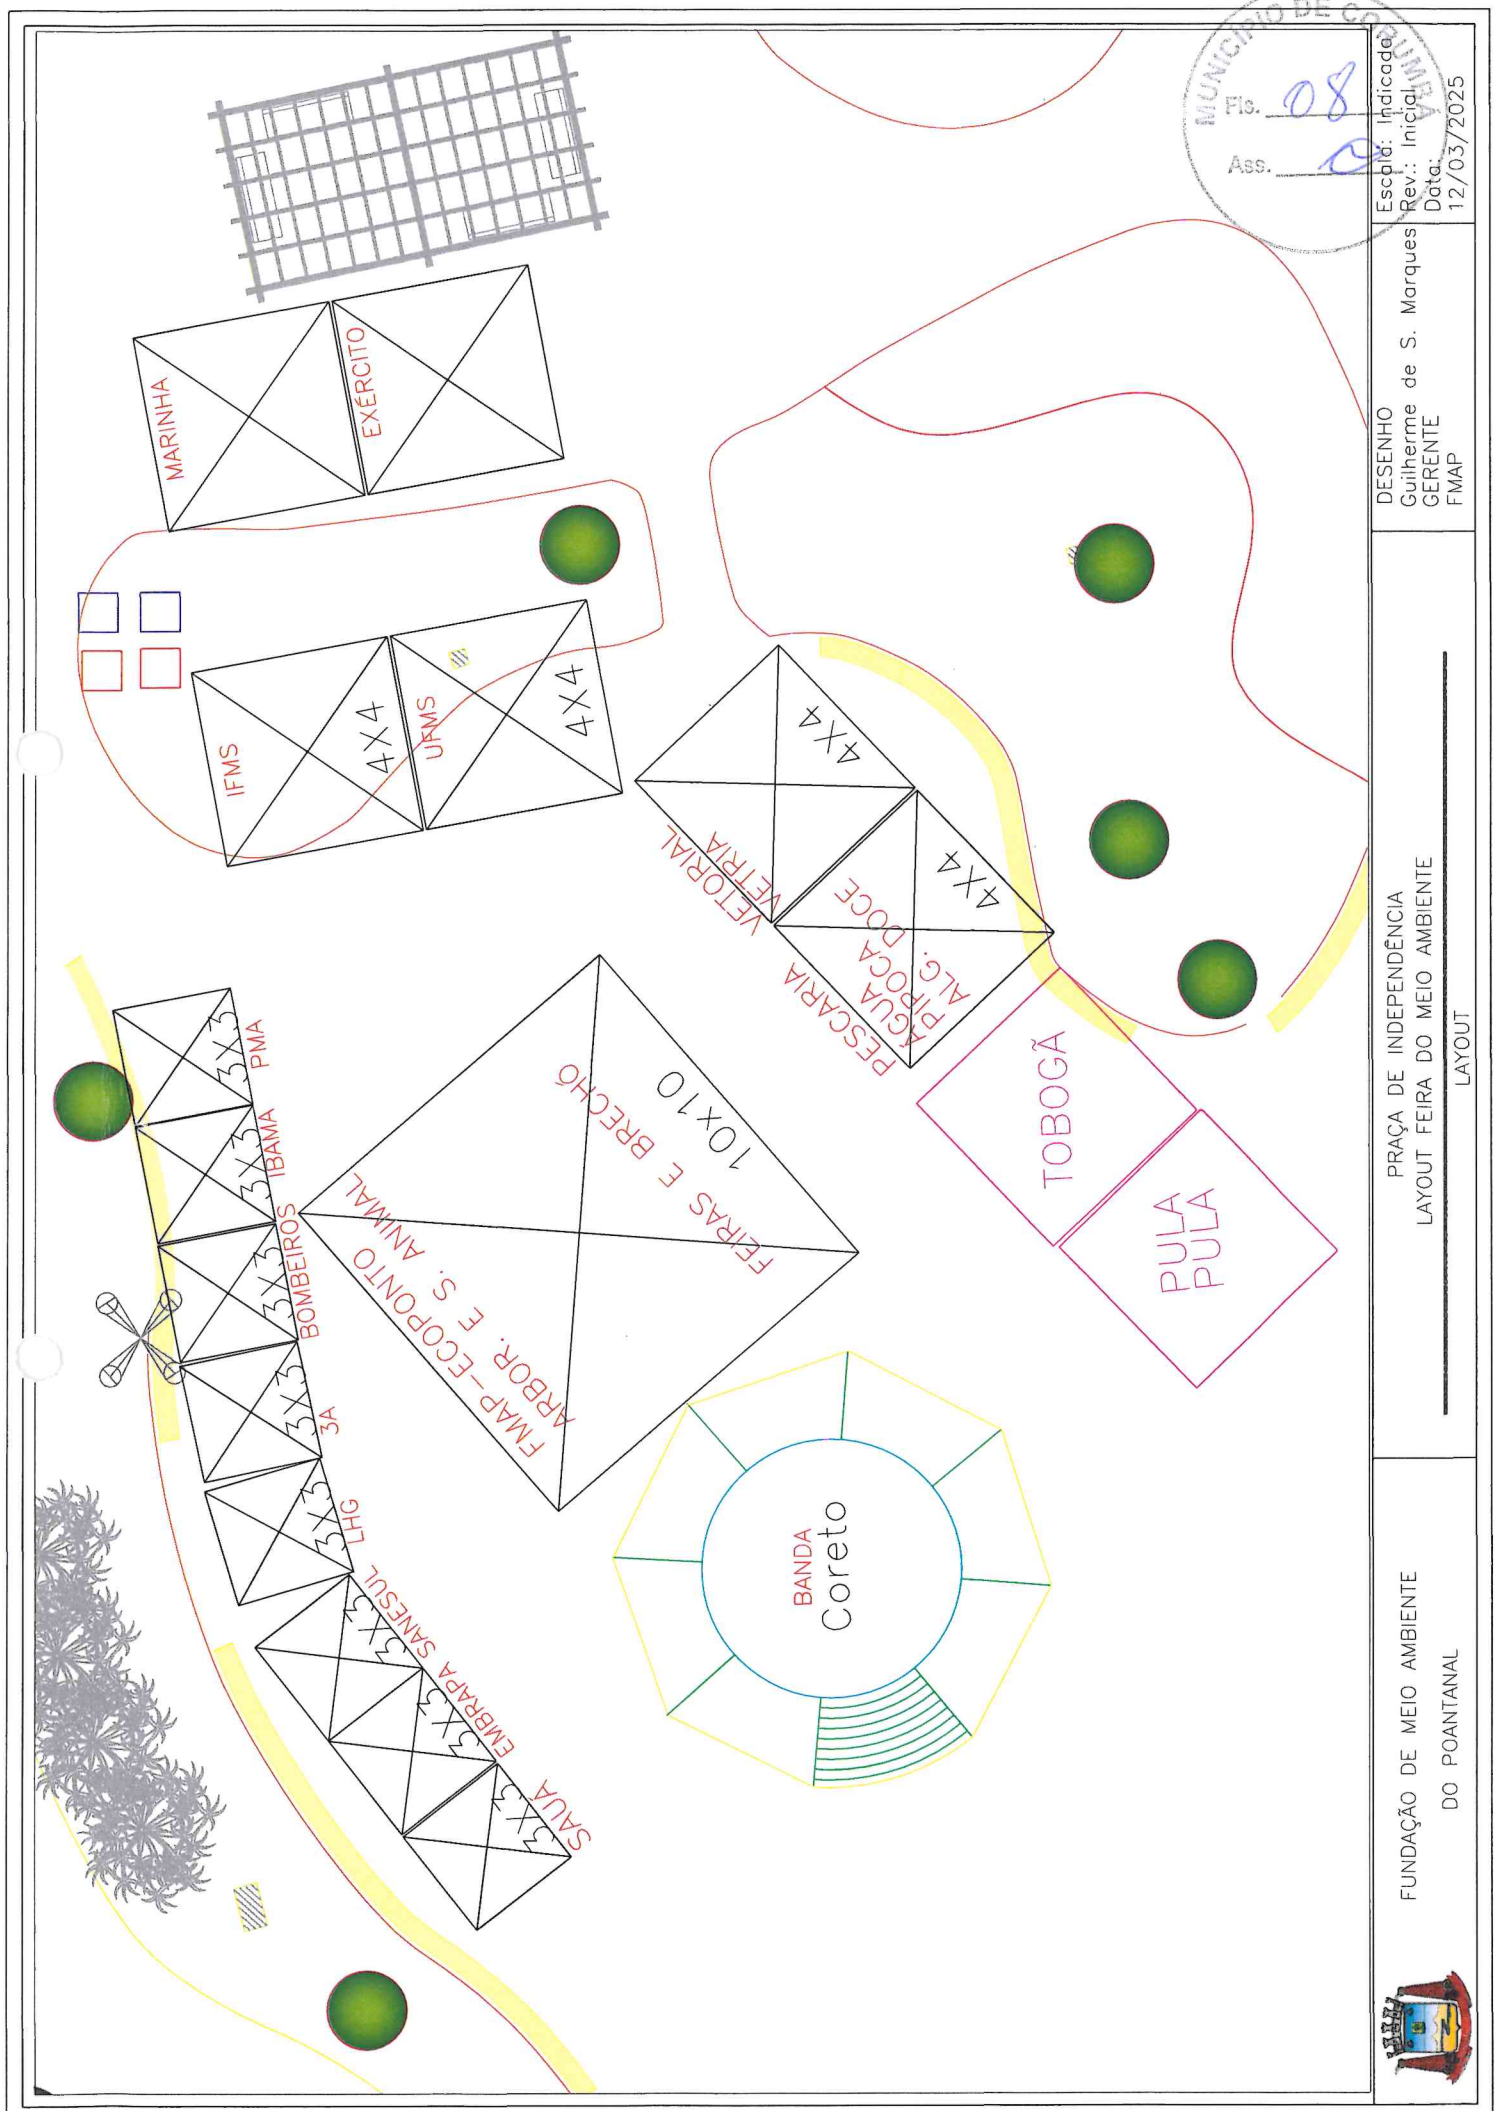 MUNICÍPIO DE CORUMBÁ
Fls. 08
Ass.
MARINHA
EXÉRCITO
IFMS
4X4
UFMS
4X4
VETORIAL
VETRIA
4X4
PESCARIA
ÁGUA
PIPOCA
ALG. DOCE
4X4
TOBOGÃ
PULA
PULA
PMA
3X3
IBAMA
3X3
BOMBEIROS
3X3
3A
3X3
LHG
3X3
SANESUL
3X3
EMBRAPA
3X3
SAUÁ
3X3
FMAP-ECOPONTO
ARBOR. E S. ANIMAL
FEIRAS E BRECHÓ
10x10
BANDA
Coreto
FUNDAÇÃO DE MEIO AMBIENTE
DO POANTANAL
PRAÇA DE INDEPENDÊNCIA
LAYOUT FEIRA DO MEIO AMBIENTE
LAYOUT
DESENHO
Guilherme de S. Marques
GERENTE
FMAP
Escala: Indicada
Rev.: Inicial
Data:
12/03/2025